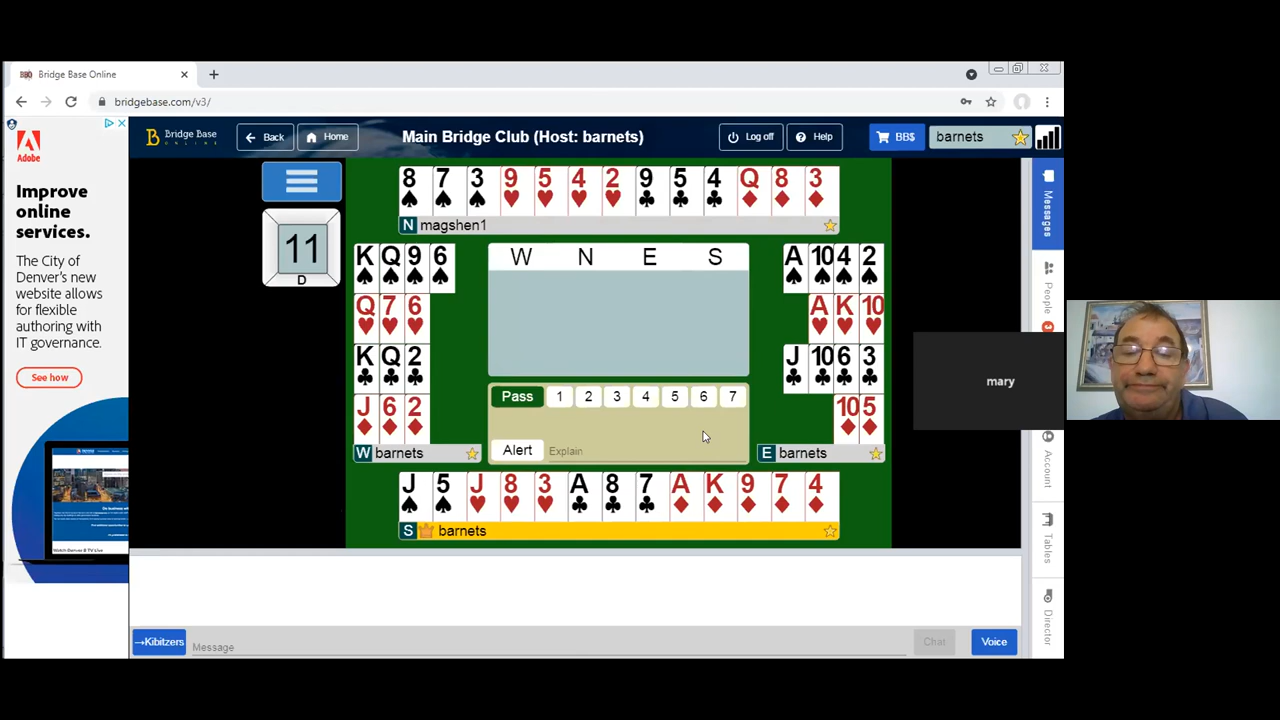 Bridge Base Online
bridgebase.com/v3/
Adobe
Improve
online
services.
The City of
Denver's new
website allows
for flexible
authoring with
IT governance.
See how
Bridge Base
ONLINE
Back
Home
Main Bridge Club (Host: barnets)
Log off
Help
BB$
barnets
11
D
8 7 3 9 5 4 2 9 5 4 Q 8 3
N magshen1
K Q 9 6
Q 7 6
K Q 2
J 6 2
W barnets
W N E S
Pass 1 2 3 4 5 6 7
Alert Explain
A 10 4 2
A K 10
J 10 6 3
10 5
E barnets
J 5 J 8 3 A 8 7 A K 9 7 4
S barnets
→Kibitzers
Message
Chat
Voice
Messages
People
3
Account
Tables
Director
mary